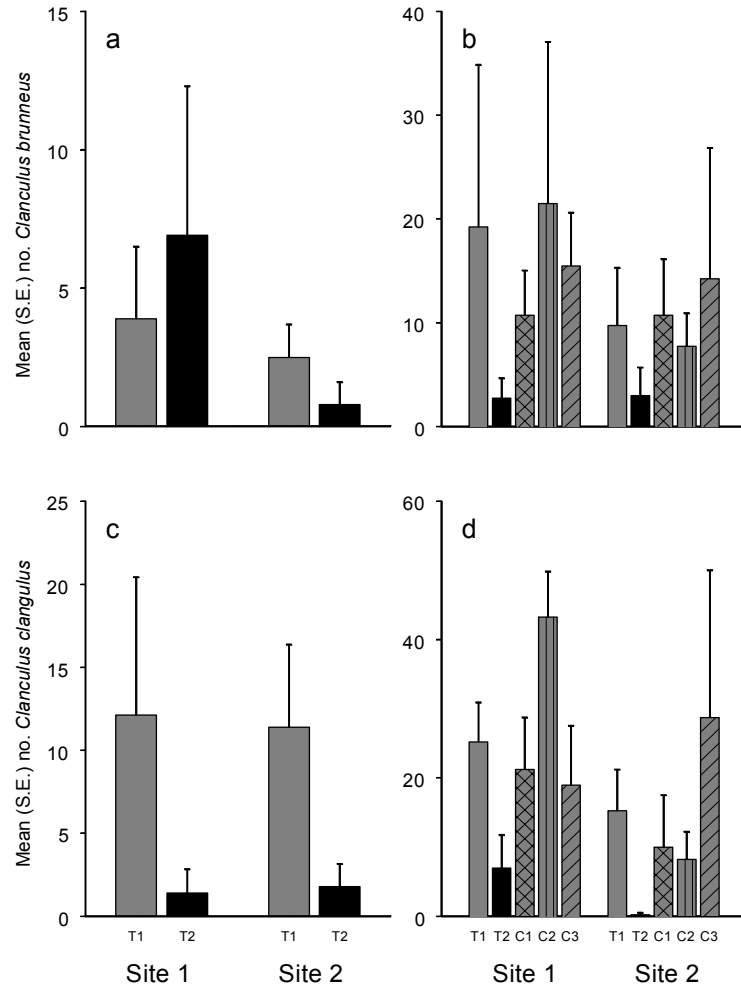 a
15
10
5
0
Mean (S.E.) no. Clanculus brunneus
b
40
30
20
10
0
c
25
20
15
10
5
0
Mean (S.E.) no. Clanculus clangulus
T1 T2 T1 T2
Site 1 Site 2
d
60
40
20
0
T1 T2 C1 C2 C3 T1 T2 C1 C2 C3
Site 1 Site 2